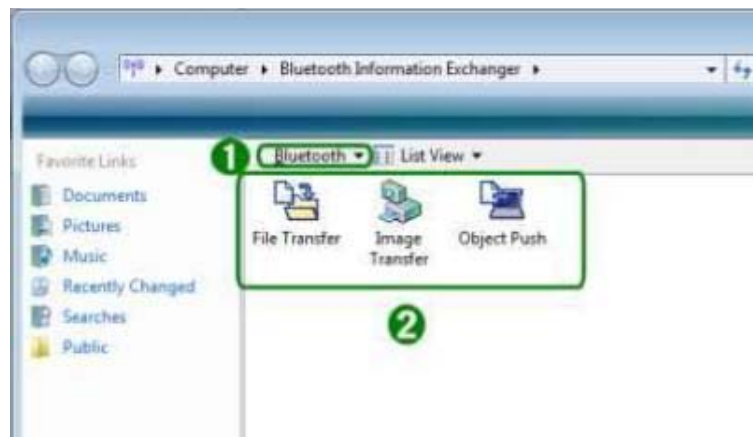 Computer Bluetooth Information Exchanger
Favorite Links
Documents
Pictures
Music
Recently Changed
Searches
Public
1 Bluetooth List View
File Transfer Image Transfer Object Push
2